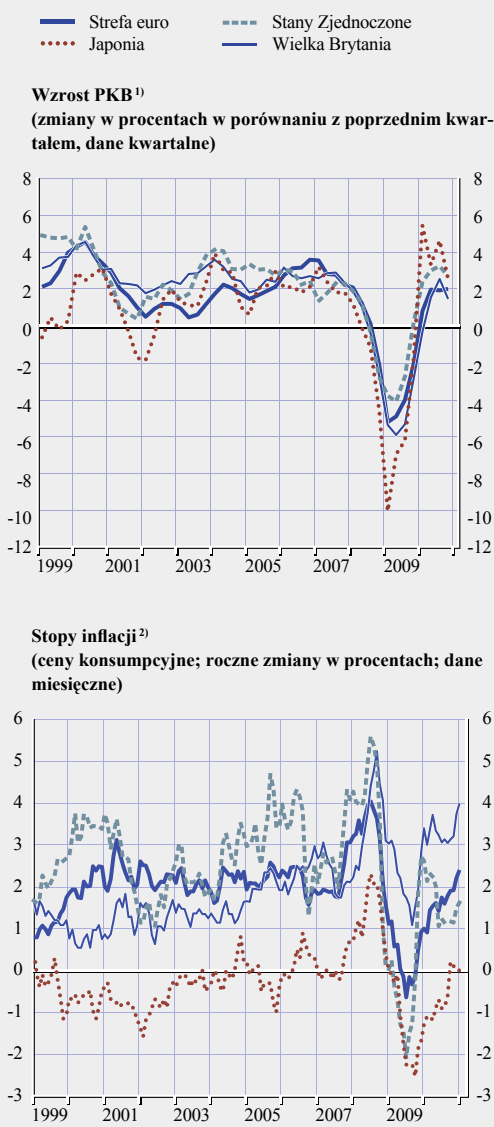 Strefa euro Stany Zjednoczone
Japonia Wielka Brytania
Wzrost PKB 1)
(zmiany w procentach w porównaniu z poprzednim kwar-
tałem, dane kwartalne)
8 8
6 6
4 4
2 2
0 0
-2 -2
-4 -4
-6 -6
-8 -8
-10 -10
-12 -12
1999 2001 2003 2005 2007 2009
Stopy inflacji 2)
(ceny konsumpcyjne; roczne zmiany w procentach; dane
miesięczne)
6 6
5 5
4 4
3 3
2 2
1 1
0 0
-1 -1
-2 -2
-3 -3
1999 2001 2003 2005 2007 2009